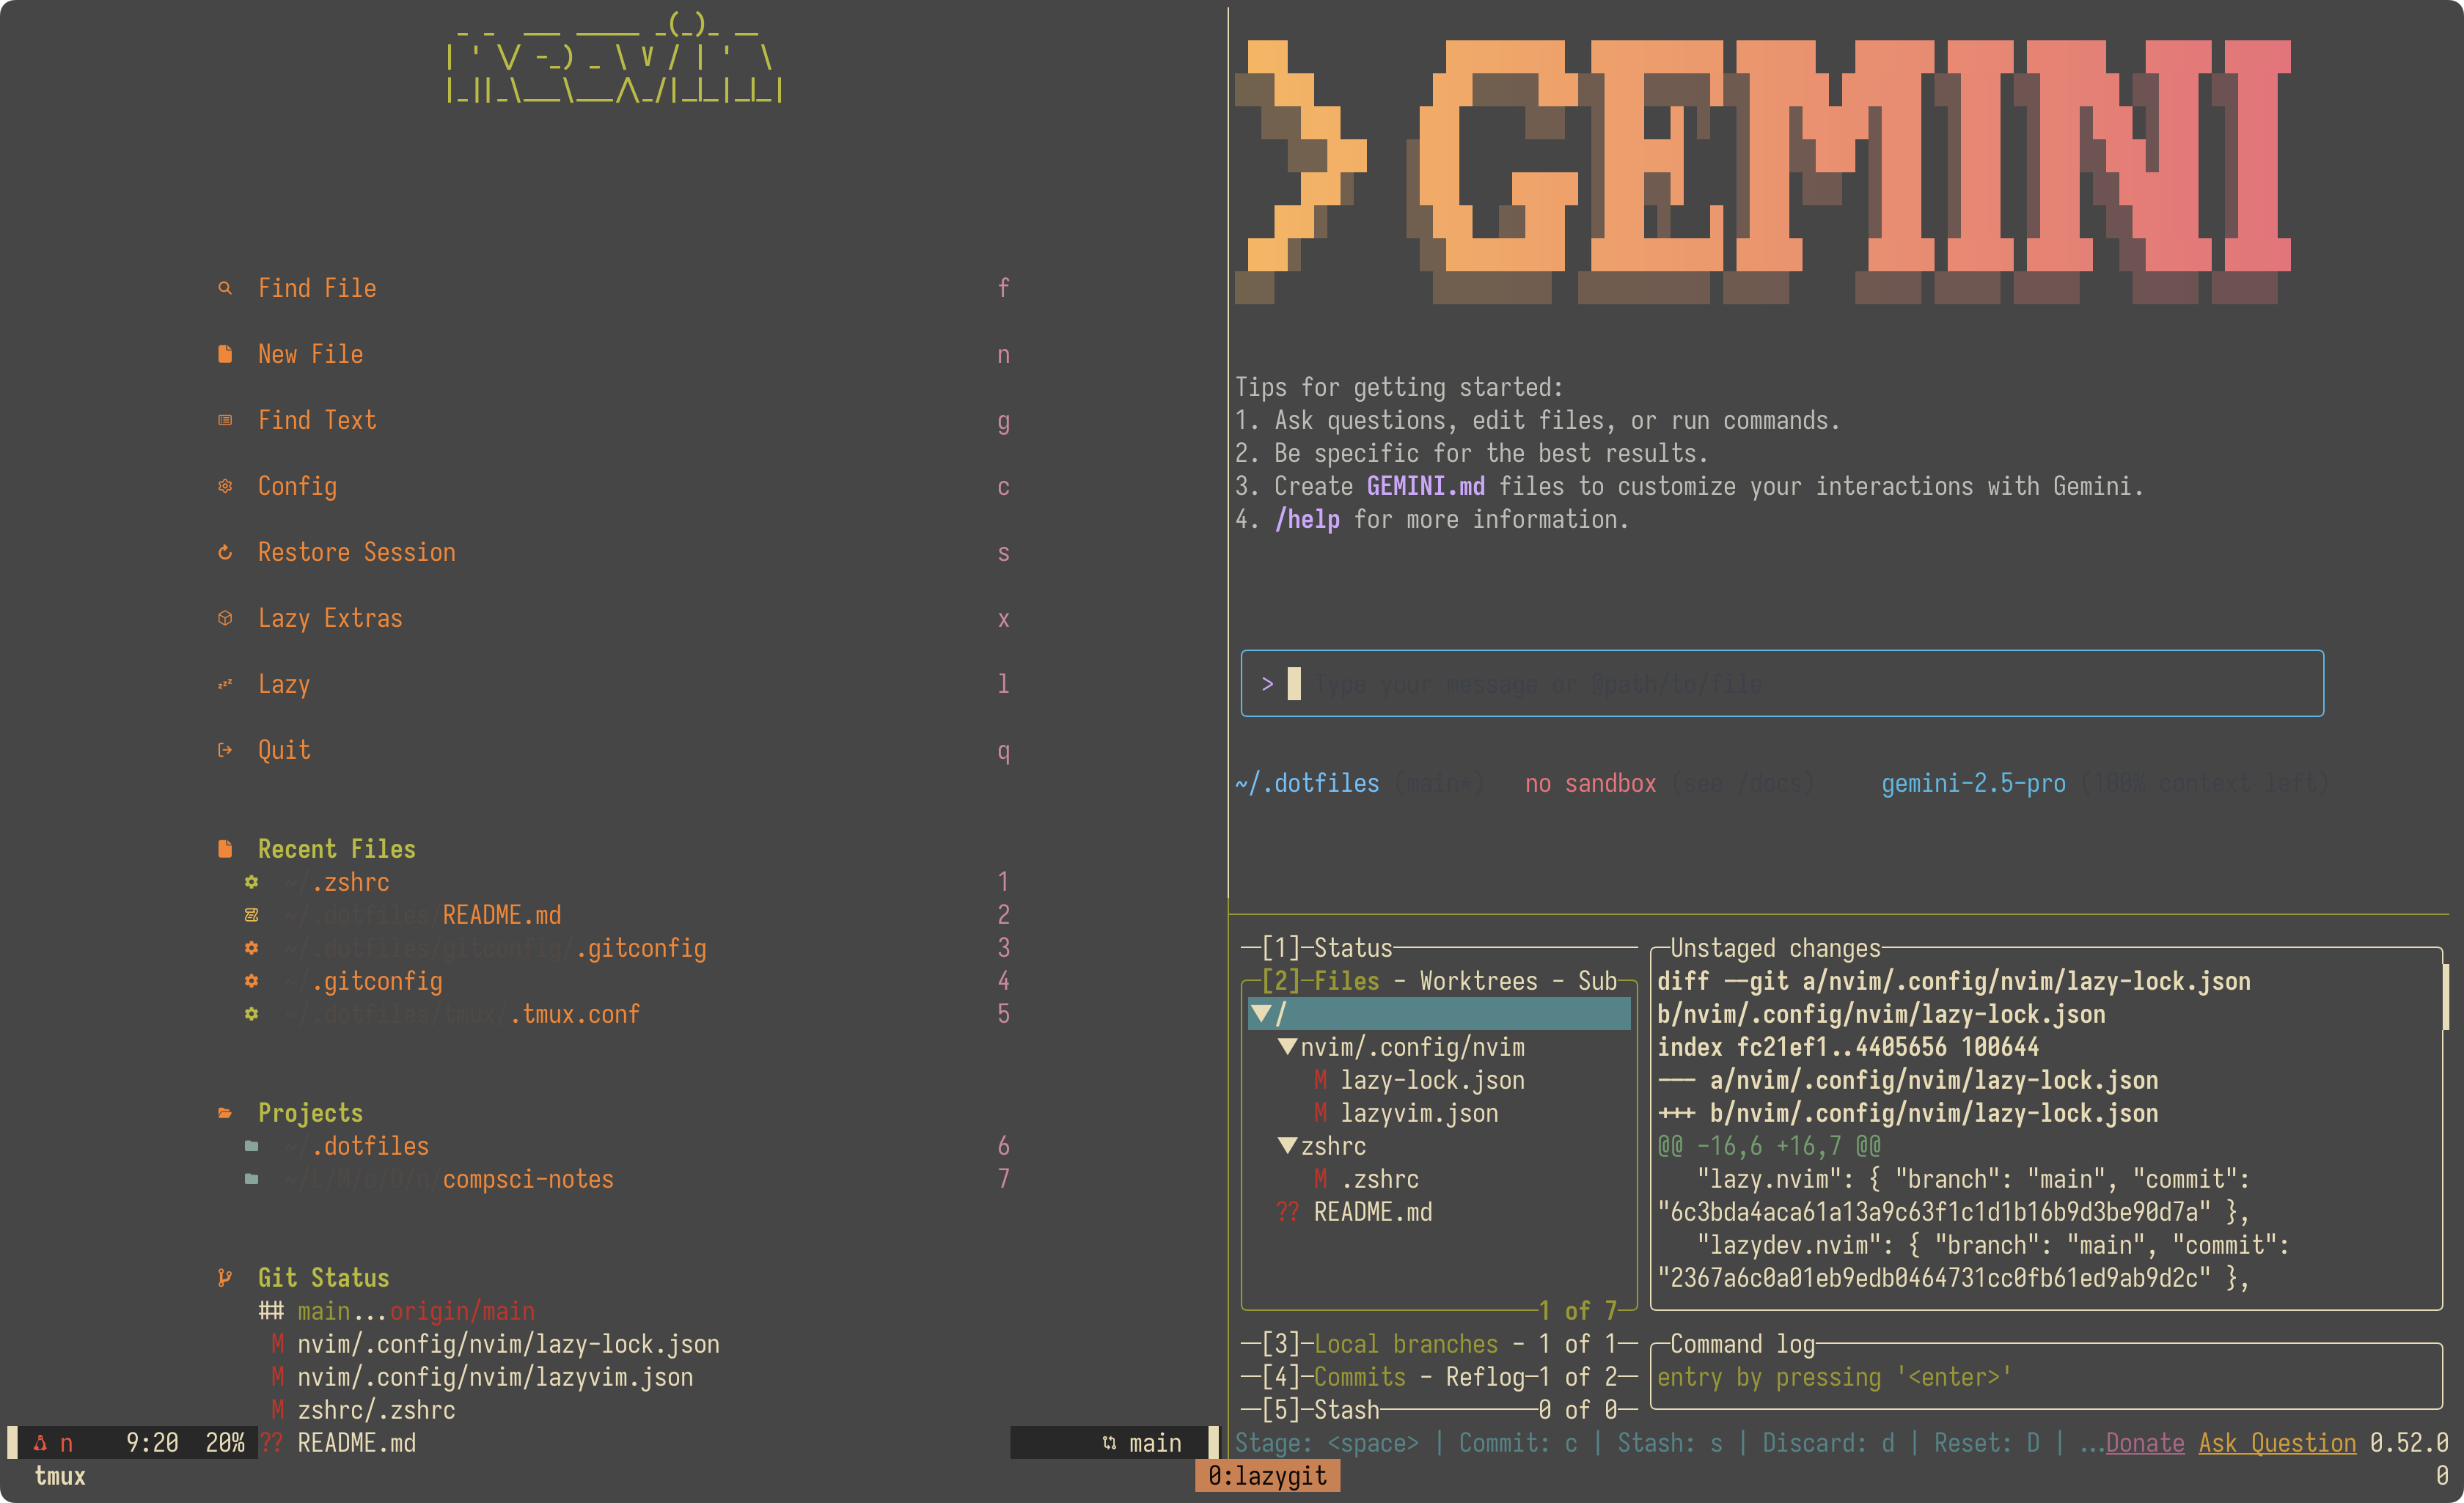 neovim
Find File f
New File n
Find Text g
Config c
Restore Session s
Lazy Extras x
Lazy l
Quit q
Recent Files
~/.zshrc 1
~/.dotfiles/README.md 2
~/.dotfiles/gitconfig/.gitconfig 3
~/.gitconfig 4
~/.dotfiles/tmux/.tmux.conf 5
Projects
~/.dotfiles 6
compsci-notes 7
Git Status
## main...origin/main
M nvim/.config/nvim/lazy-lock.json
M nvim/.config/nvim/lazyvim.json
M zshrc/.zshrc
?? README.md
n 9:20 20% main
> GEMINI
Tips for getting started:
1. Ask questions, edit files, or run commands.
2. Be specific for the best results.
3. Create GEMINI.md files to customize your interactions with Gemini.
4. /help for more information.
> Type your message or @path/to/file
~/.dotfiles (main*) no sandbox (see /docs) gemini-2.5-pro (100% context left)
[1]─Status
[2]─Files - Worktrees - Sub
▼/
▼nvim/.config/nvim
M lazy-lock.json
M lazyvim.json
▼zshrc
M .zshrc
?? README.md
1 of 7
[3]─Local branches - 1 of 1
[4]─Commits - Reflog─1 of 2
[5]─Stash 0 of 0
Unstaged changes
diff --git a/nvim/.config/nvim/lazy-lock.json
b/nvim/.config/nvim/lazy-lock.json
index fc21ef1..4405656 100644
--- a/nvim/.config/nvim/lazy-lock.json
+++ b/nvim/.config/nvim/lazy-lock.json
@@ -16,6 +16,7 @@
"lazy.nvim": { "branch": "main", "commit":
"6c3bda4aca61a13a9c63f1c1d1b16b9d3be90d7a" },
"lazydev.nvim": { "branch": "main", "commit":
"2367a6c0a01eb9edb0464731cc0fb61ed9ab9d2c" },
Command log
entry by pressing '<enter>'
Stage: <space> | Commit: c | Stash: s | Discard: d | Reset: D | …Donate Ask Question 0.52.0
tmux 0:lazygit 0